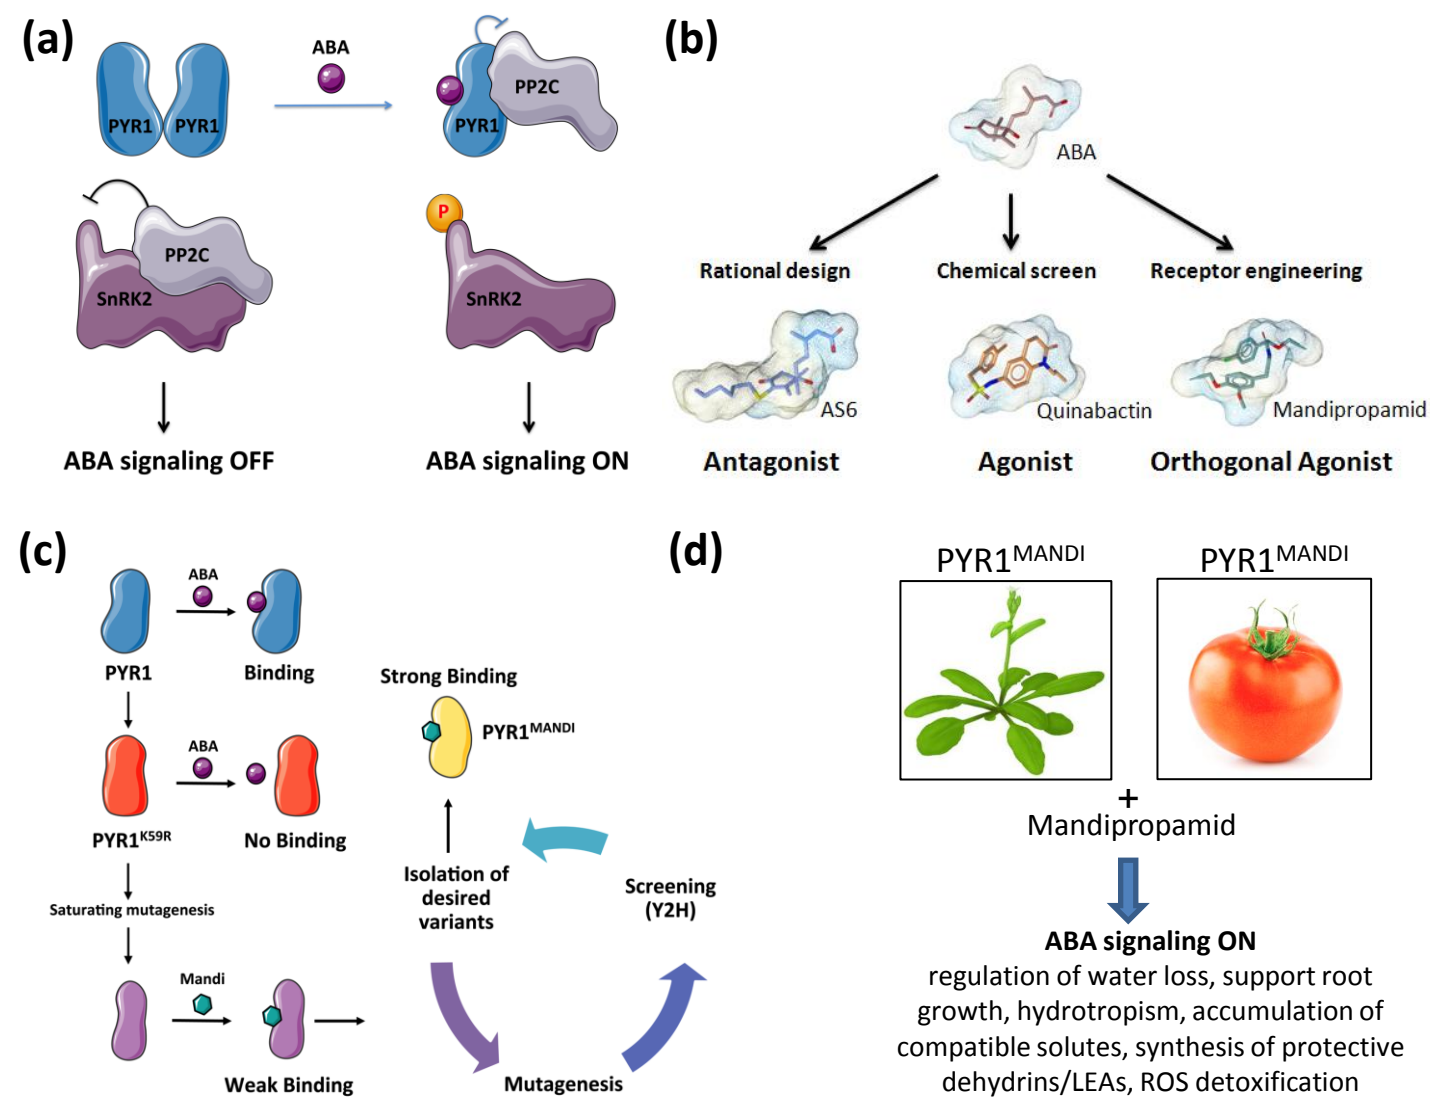 (a)
ABA
PYR1
PYR1
PYR1
PP2C
PP2C
SnRK2
P
SnRK2
ABA signaling OFF
ABA signaling ON
(b)
ABA
Rational design
Chemical screen
Receptor engineering
AS6
Quinabactin
Mandipropamid
Antagonist
Agonist
Orthogonal Agonist
(c)
ABA
PYR1
Binding
ABA
PYR1K59R
No Binding
Saturating mutagenesis
Mandi
Weak Binding
Strong Binding
PYR1MANDI
Isolation of
desired
variants
Screening
(Y2H)
Mutagenesis
(d)
PYR1MANDI
PYR1MANDI
+
Mandipropamid
ABA signaling ON
regulation of water loss, support root
growth, hydrotropism, accumulation of
compatible solutes, synthesis of protective
dehydrins/LEAs, ROS detoxification